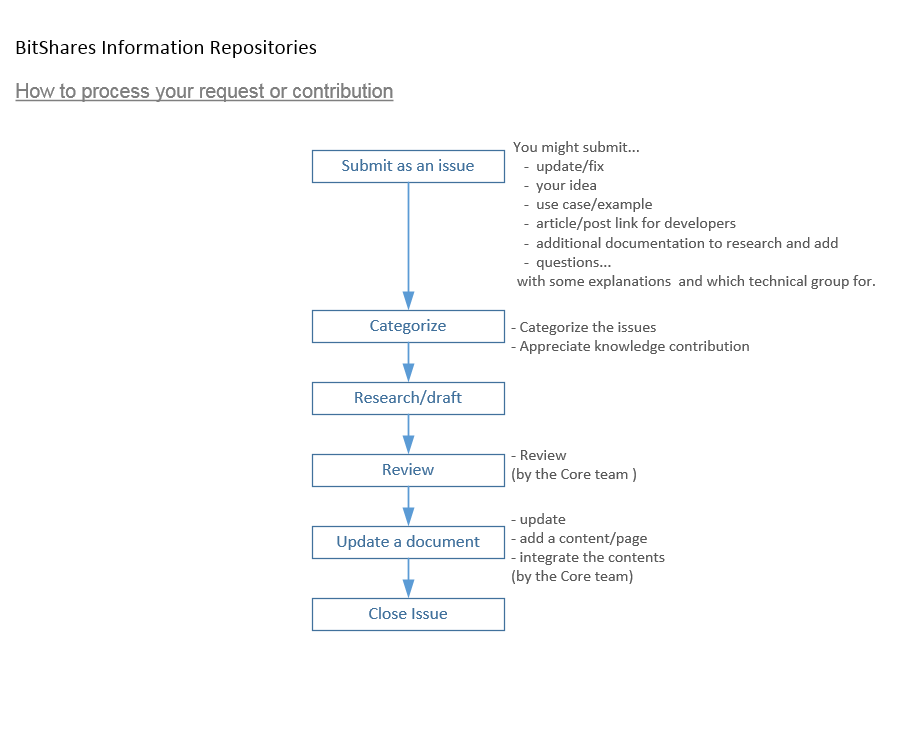 BitShares Information Repositories
How to process your request or contribution
Submit as an issue
You might submit...
- update/fix
- your idea
- use case/example
- article/post link for developers
- additional documentation to research and add
- questions...
with some explanations and which technical group for.
Categorize
- Categorize the issues
- Appreciate knowledge contribution
Research/draft
Review
- Review
(by the Core team )
Update a document
- update
- add a content/page
- integrate the contents
(by the Core team)
Close Issue